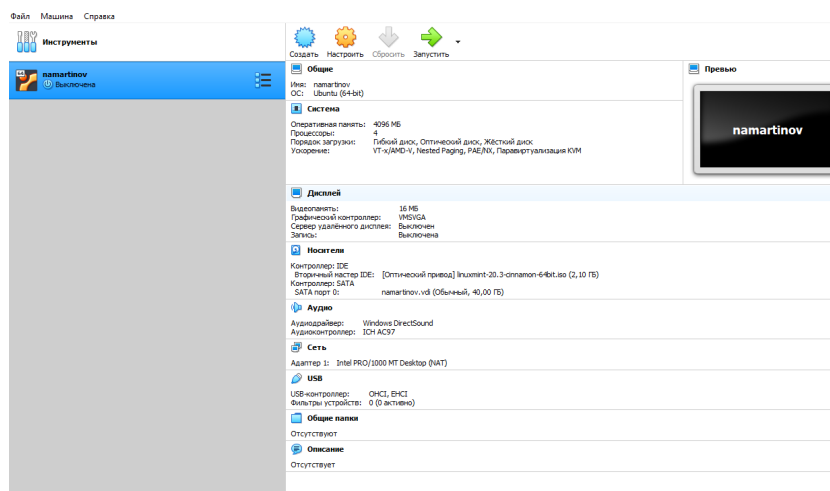 Файл Машина Справка
Инструменты
Создать Настроить Сбросить Запустить
64
namartinov
Выключена
Общие
Имя: namartinov
ОС: Ubuntu (64-bit)
Система
Оперативная память: 4096 МБ
Процессоры: 4
Порядок загрузки: Гибкий диск, Оптический диск, Жёсткий диск
Ускорение: VT-x/AMD-V, Nested Paging, PAE/NX, Паравиртуализация KVM
Превью
namartinov
Дисплей
Видеопамять: 16 МБ
Графический контроллер: VMSVGA
Сервер удалённого дисплея: Выключен
Запись: Выключена
Носители
Контроллер: IDE
Вторичный мастер IDE: [Оптический привод] linuxmint-20.3-cinnamon-64bit.iso (2,10 ГБ)
Контроллер: SATA
SATA порт 0: namartinov.vdi (Обычный, 40,00 ГБ)
Аудио
Аудиодрайвер: Windows DirectSound
Аудиоконтроллер: ICH AC97
Сеть
Адаптер 1: Intel PRO/1000 MT Desktop (NAT)
USB
USB-контроллер: OHCI, EHCI
Фильтры устройств: 0 (0 активно)
Общие папки
Отсутствуют
Описание
Отсутствует